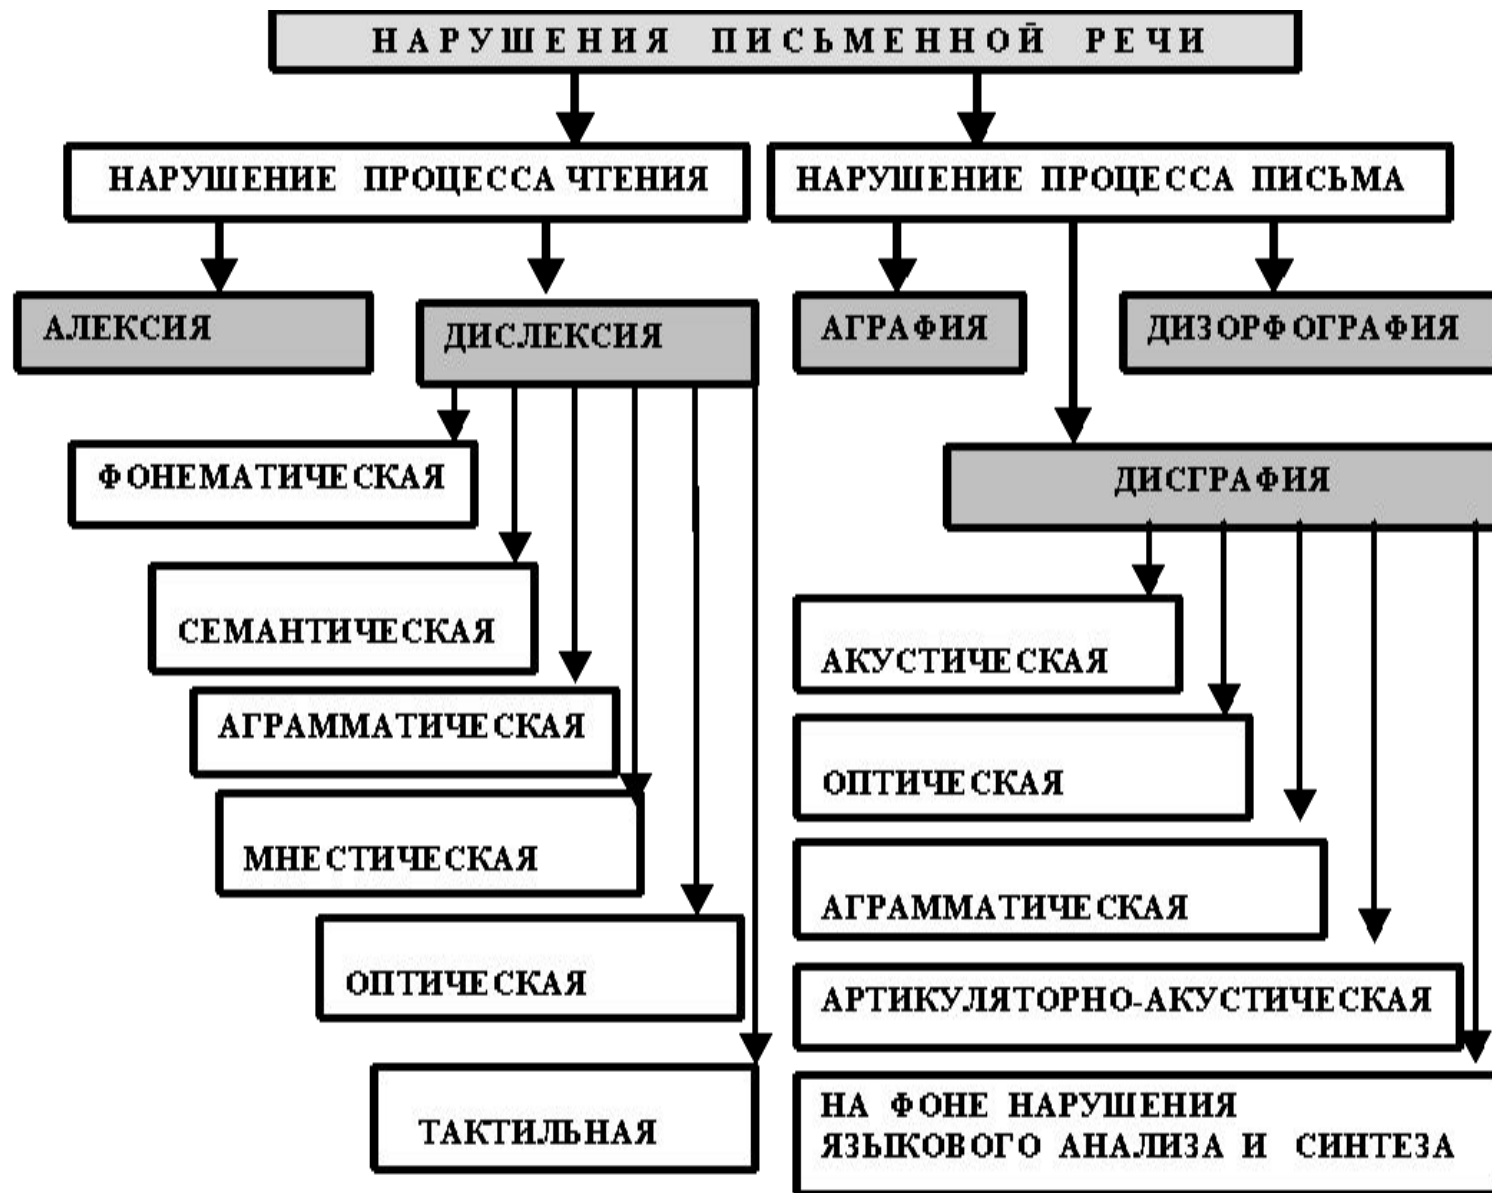 НАРУШЕНИЯ ПИСЬМЕННОЙ РЕЧИ
НАРУШЕНИЕ ПРОЦЕССА ЧТЕНИЯ
НАРУШЕНИЕ ПРОЦЕССА ПИСЬМА
АЛЕКСИЯ
ДИСЛЕКСИЯ
АГРАФИЯ
ДИЗОРФОГРАФИЯ
ФОНЕМАТИЧЕСКАЯ
СЕМАНТИЧЕСКАЯ
АГРАММАТИЧЕСКАЯ
МНЕСТИЧЕСКАЯ
ОПТИЧЕСКАЯ
ТАКТИЛЬНАЯ
ДИСГРАФИЯ
АКУСТИЧЕСКАЯ
ОПТИЧЕСКАЯ
АГРАММАТИЧЕСКАЯ
АРТИКУЛЯТОРНО-АКУСТИЧЕСКАЯ
НА ФОНЕ НАРУШЕНИЯ
ЯЗЫКОВОГО АНАЛИЗА И СИНТЕЗА